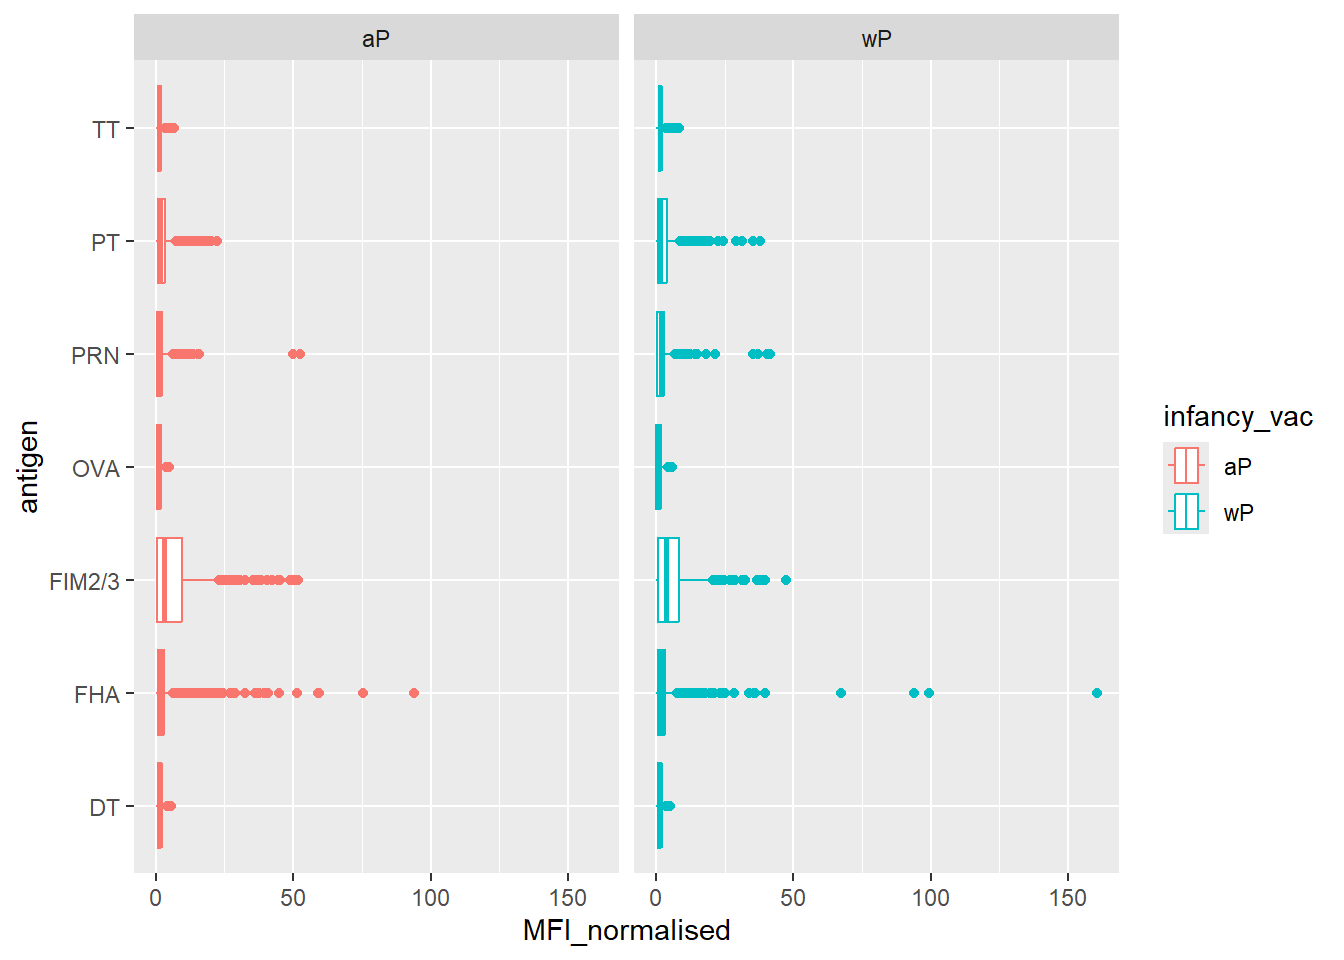 aP
wP
TT
PT
PRN
OVA
FIM2/3
FHA
DT
antigen
0
50
100
150
0
50
100
150
MFI_normalised
infancy_vac
aP
wP